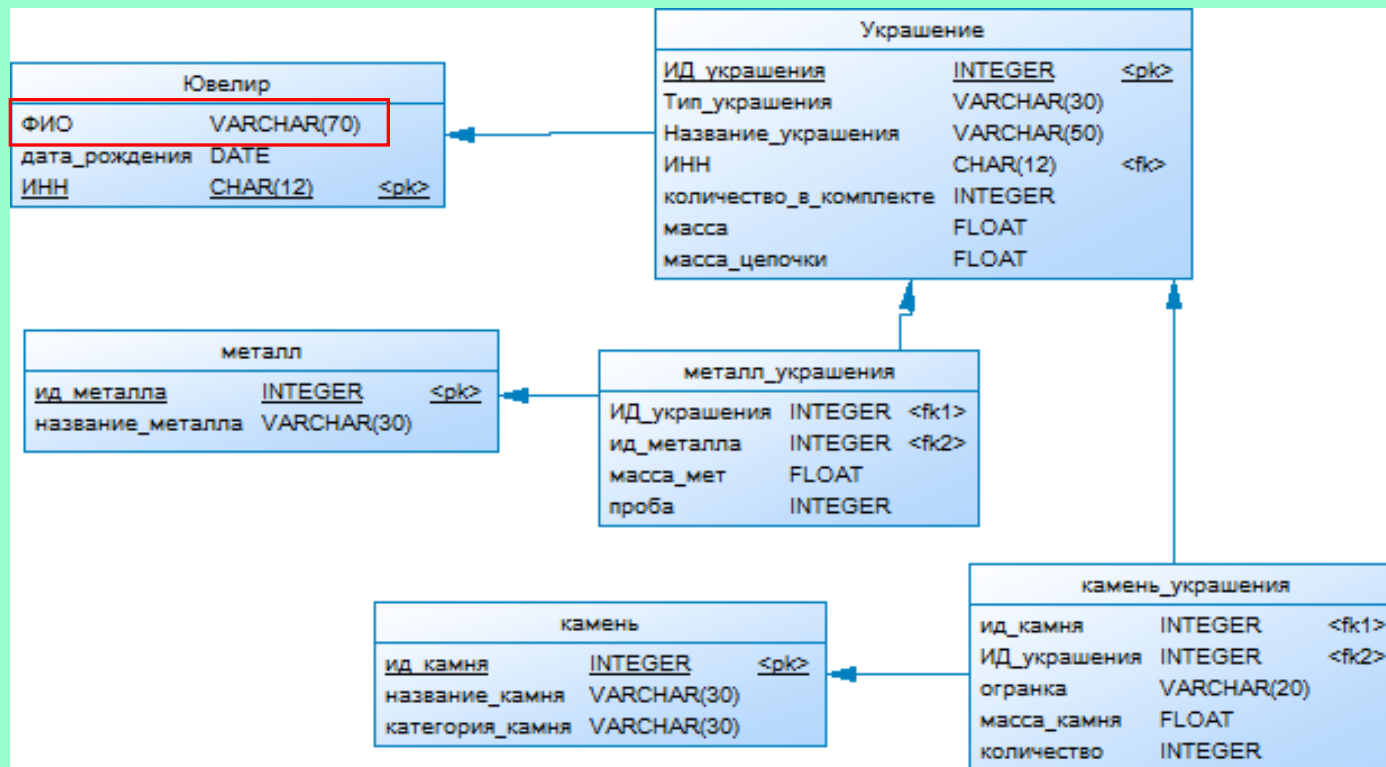 Ювелир
ФИО VARCHAR(70)
дата_рождения DATE
ИНН CHAR(12) <pk>
Украшение
ИД_украшения INTEGER <pk>
Тип_украшения VARCHAR(30)
Название_украшения VARCHAR(50)
ИНН CHAR(12) <fk>
количество_в_комплекте INTEGER
масса FLOAT
масса_цепочки FLOAT
металл
ид_металла INTEGER <pk>
название_металла VARCHAR(30)
металл_украшения
ИД_украшения INTEGER <fk1>
ид_металла INTEGER <fk2>
масса_мет FLOAT
проба INTEGER
камень
ид_камня INTEGER <pk>
название_камня VARCHAR(30)
категория_камня VARCHAR(30)
камень_украшения
ид_камня INTEGER <fk1>
ИД_украшения INTEGER <fk2>
огранка VARCHAR(20)
масса_камня FLOAT
количество INTEGER